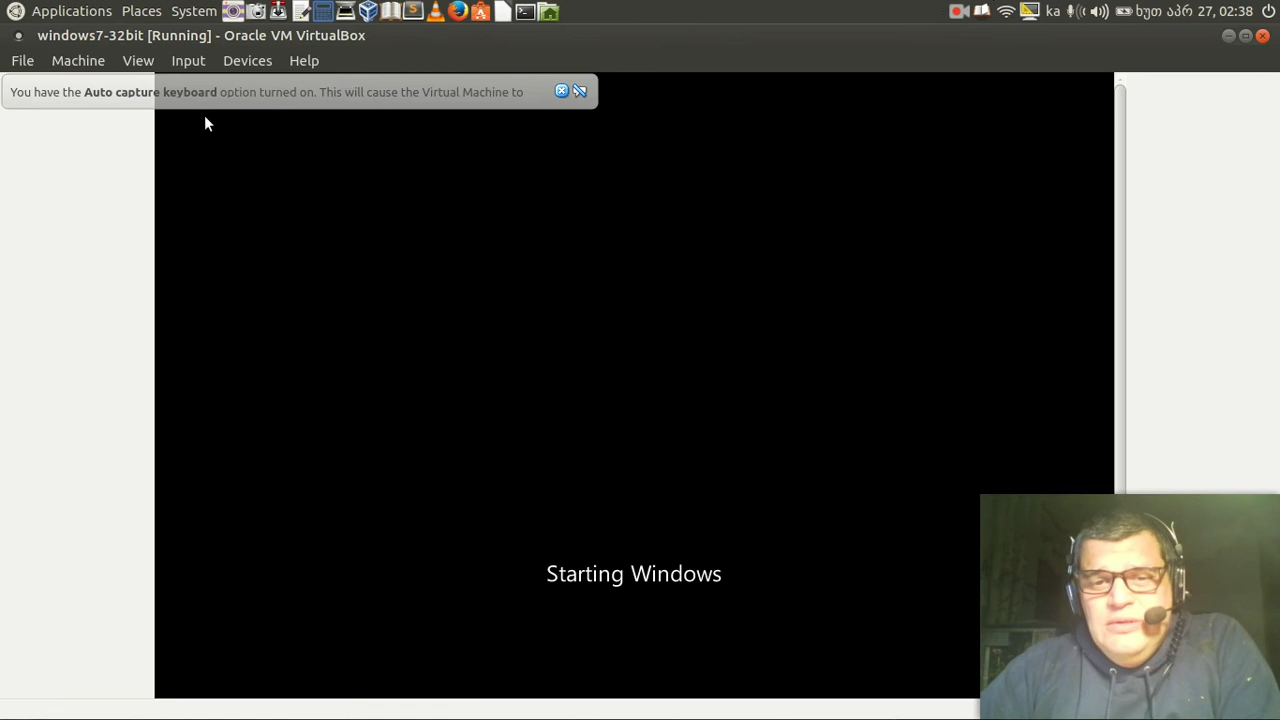 Applications Places System ka ხუთ აპრ 27, 02:38
windows7-32bit [Running] - Oracle VM VirtualBox
File Machine View Input Devices Help
You have the Auto capture keyboard option turned on. This will cause the Virtual Machine to
Starting Windows